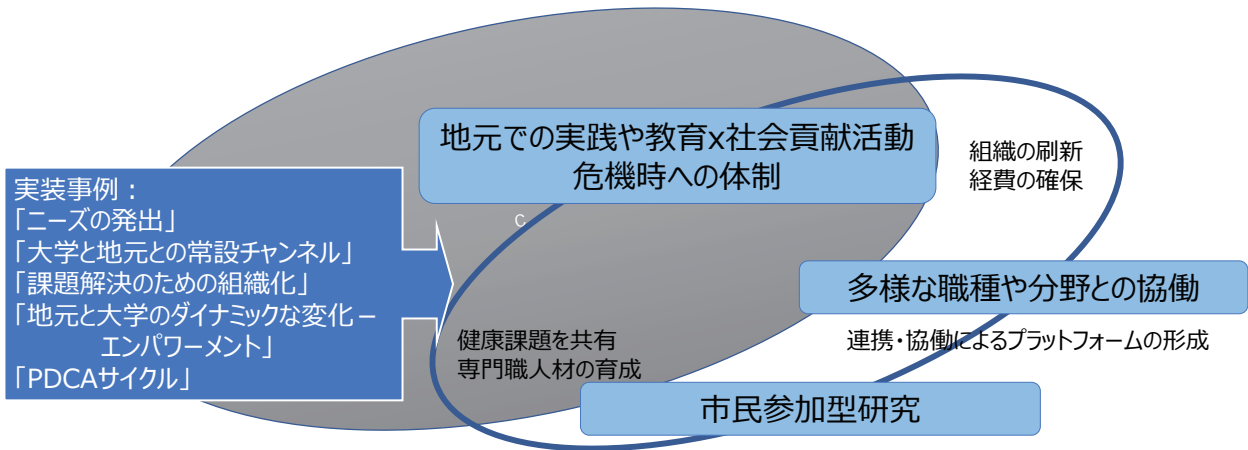 地元での実践や教育x社会貢献活動
危機時への体制
組織の刷新
経費の確保
実装事例：
「ニーズの発出」
「大学と地元との常設チャンネル」
「課題解決のための組織化」
「地元と大学のダイナミックな変化－
エンパワーメント」
「PDCAサイクル」
C
多様な職種や分野との協働
連携・協働によるプラットフォームの形成
健康課題を共有
専門職人材の育成
市民参加型研究